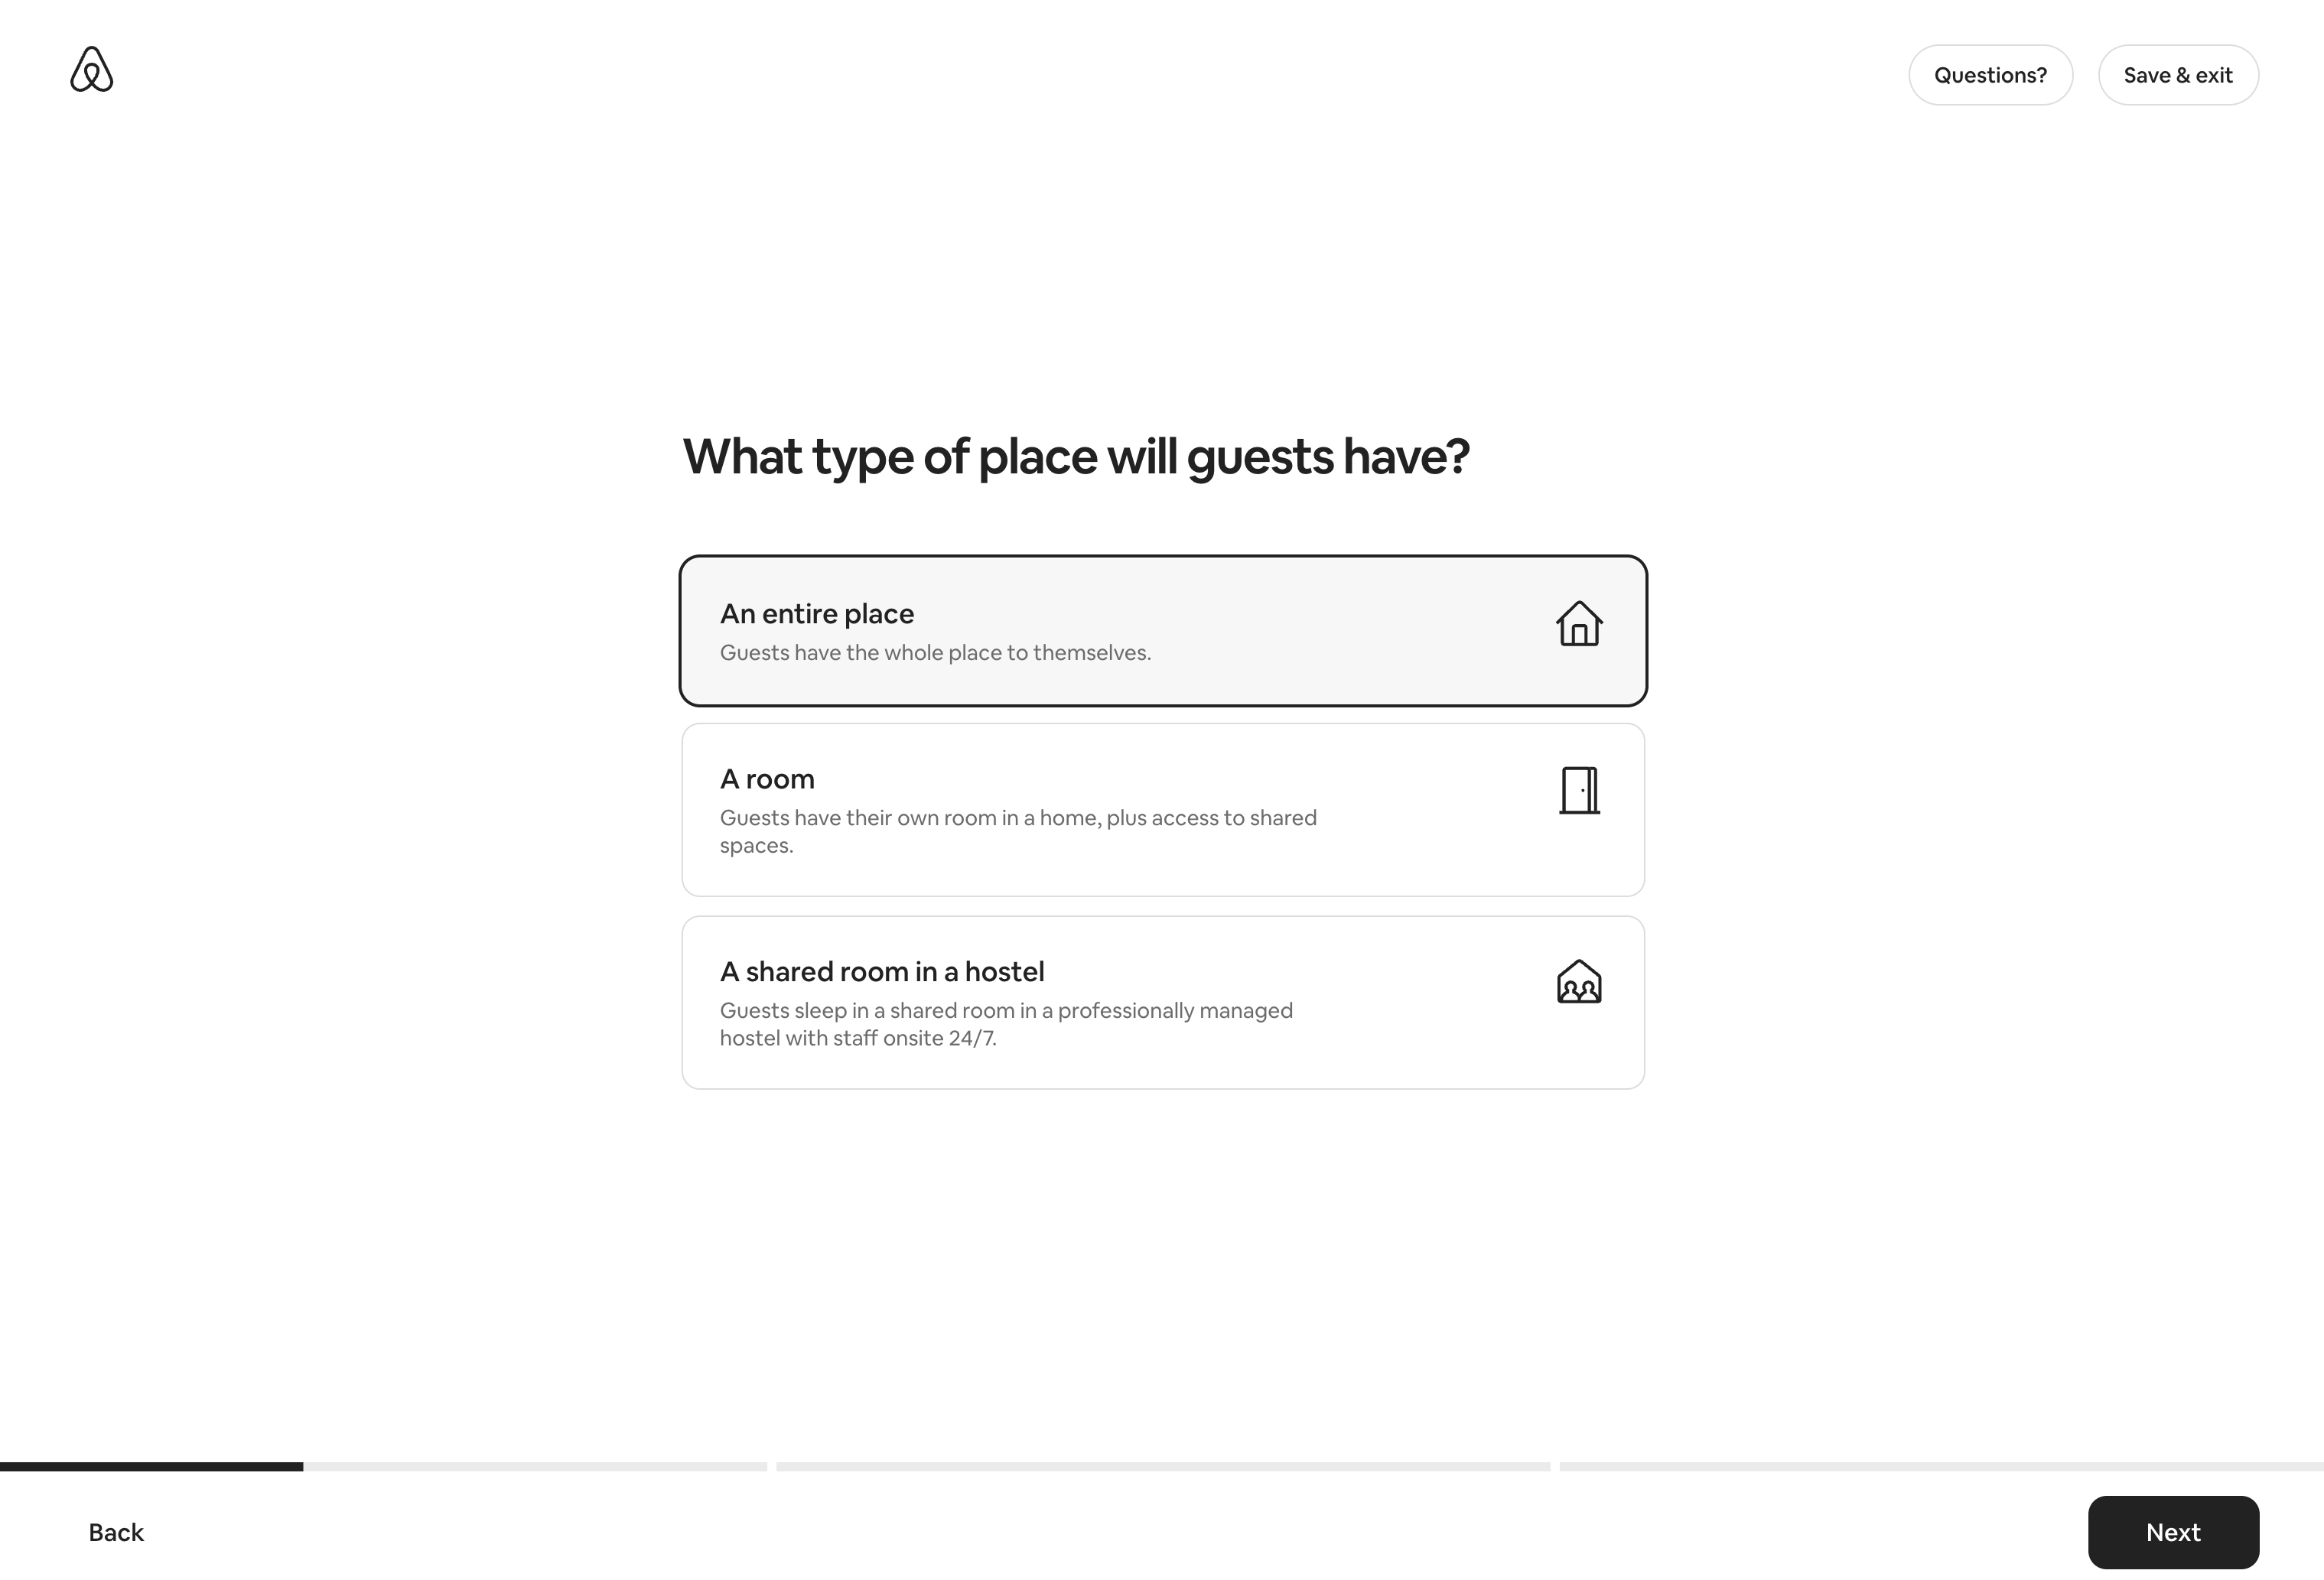 Questions?
Save & exit
What type of place will guests have?
An entire place
Guests have the whole place to themselves.
A room
Guests have their own room in a home, plus access to shared
spaces.
A shared room in a hostel
Guests sleep in a shared room in a professionally managed
hostel with staff onsite 24/7.
Back
Next